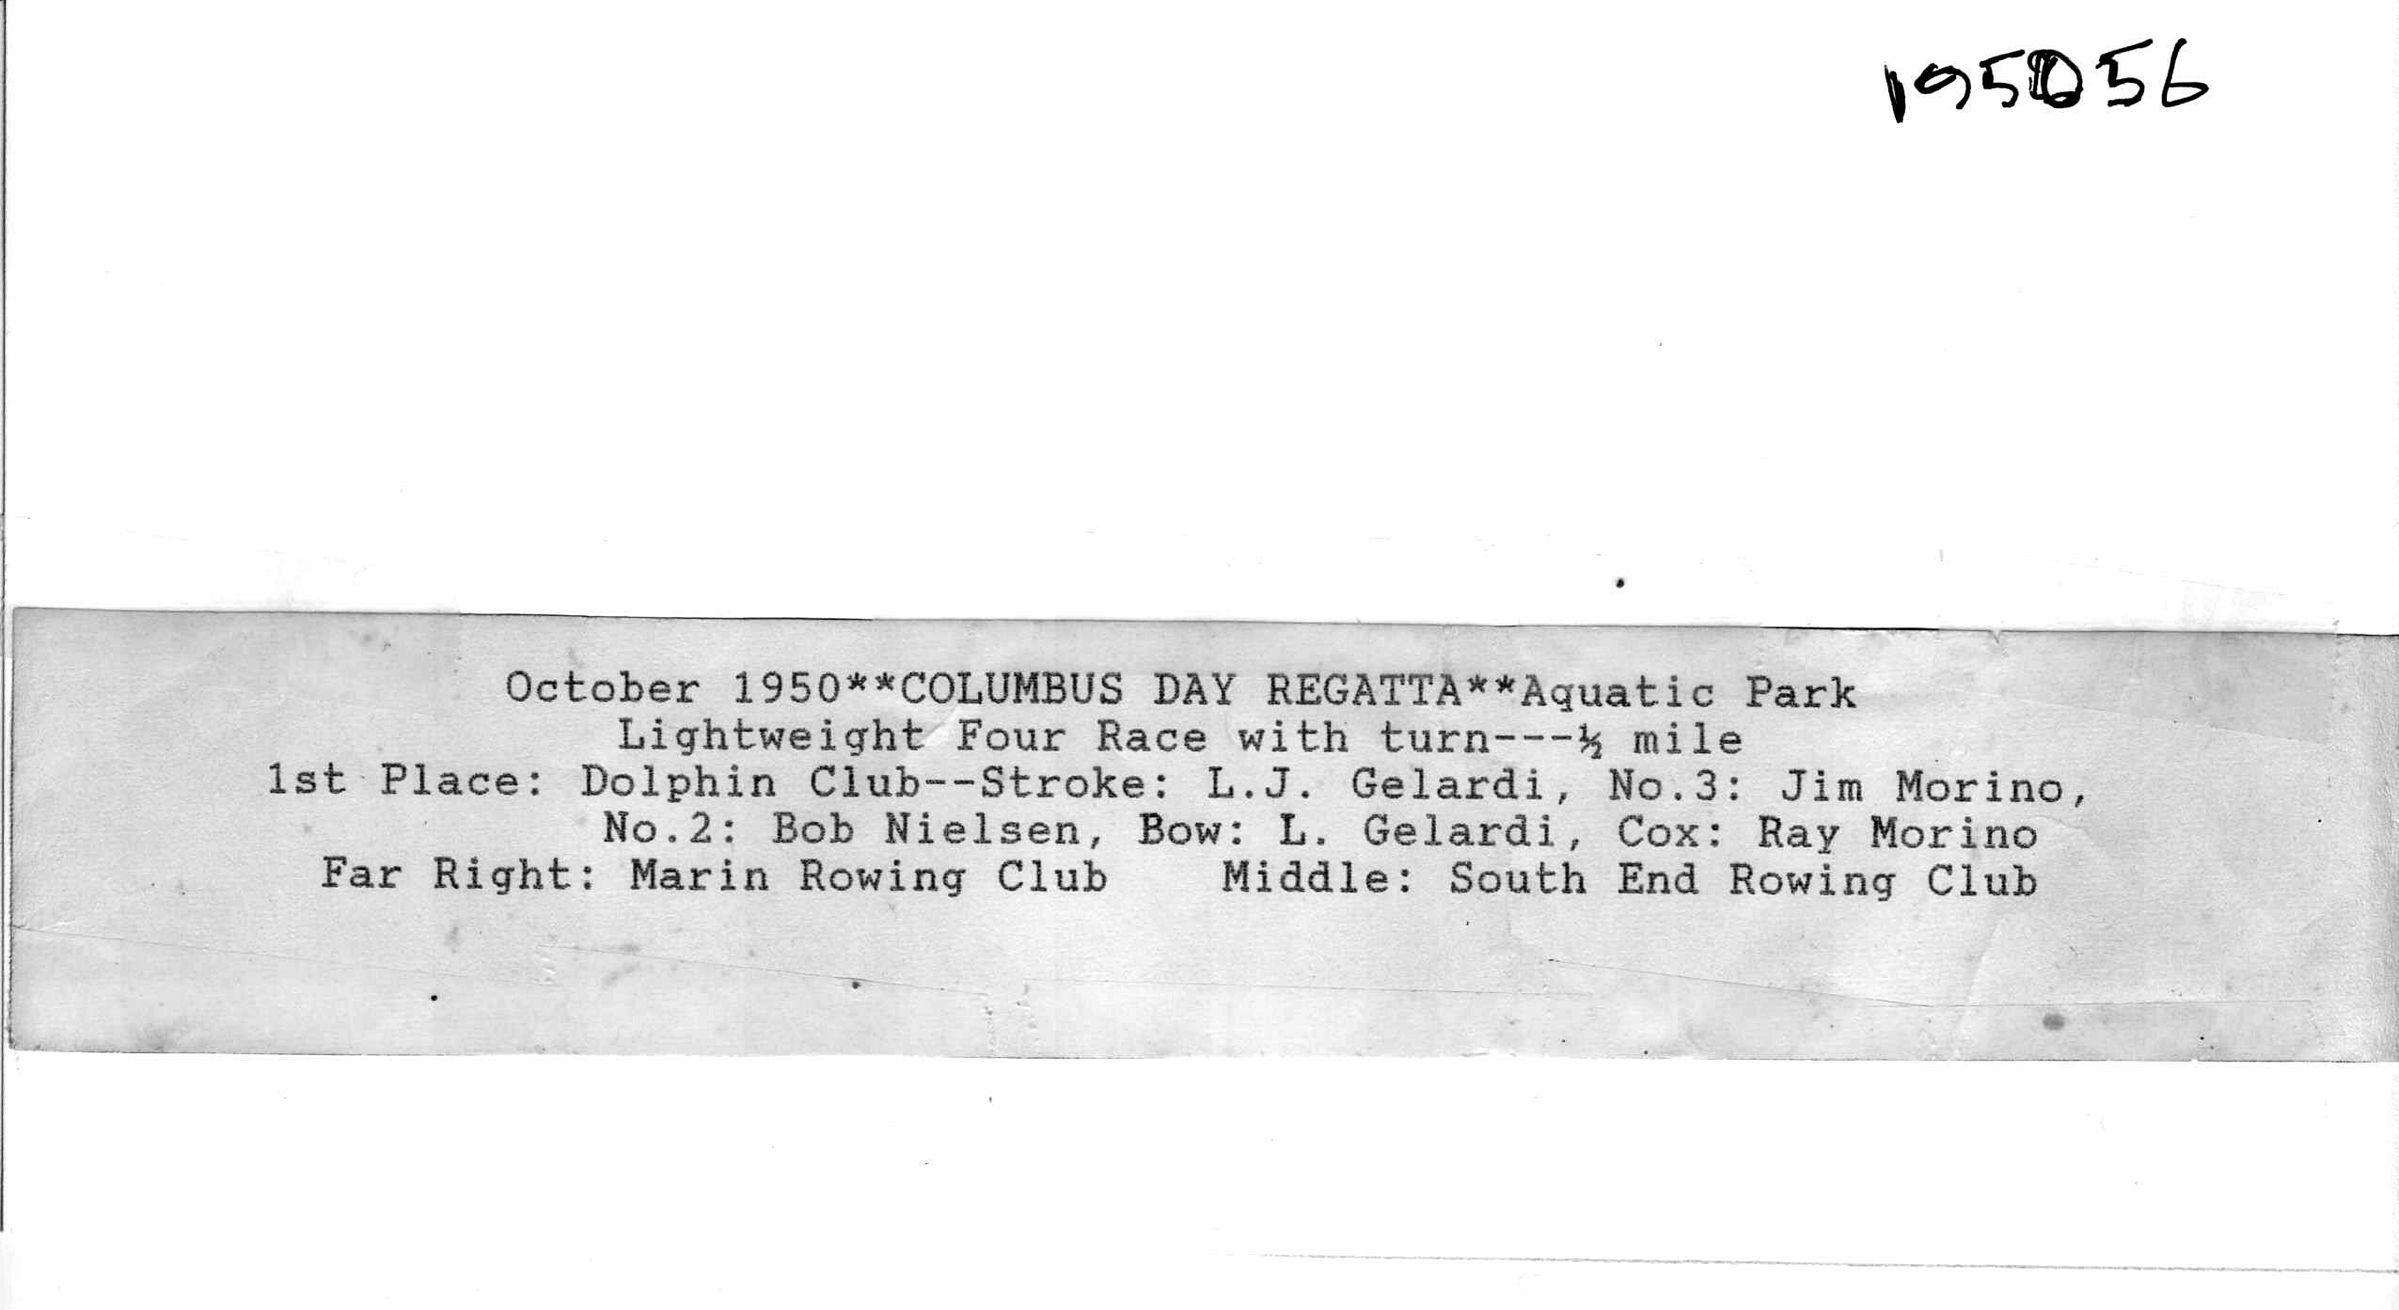 195056
October 1950**COLUMBUS DAY REGATTA**Aquatic Park
Lightweight Four Race with turn---½ mile
1st Place: Dolphin Club--Stroke: L.J. Gelardi, No.3: Jim Morino,
No.2: Bob Nielsen, Bow: L. Gelardi, Cox: Ray Morino
Far Right: Marin Rowing Club    Middle: South End Rowing Club